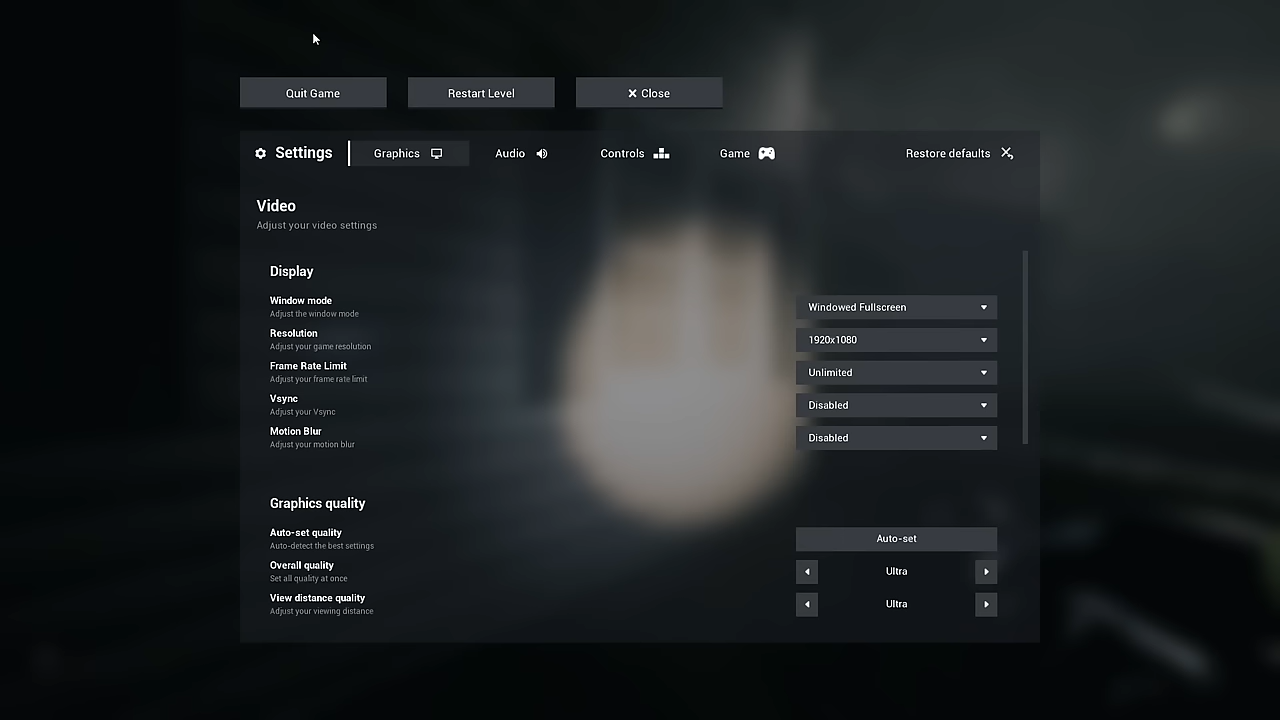 Quit Game Restart Level Close
Settings Graphics Audio Controls Game Restore defaults
Video
Adjust your video settings
Display
Window mode
Adjust the window mode
Windowed Fullscreen
Resolution
Adjust your game resolution
1920x1080
Frame Rate Limit
Adjust your frame rate limit
Unlimited
Vsync
Adjust your Vsync
Disabled
Motion Blur
Adjust your motion blur
Disabled
Graphics quality
Auto-set quality
Auto-detect the best settings
Auto-set
Overall quality
Set all quality at once
Ultra
View distance quality
Adjust your viewing distance
Ultra